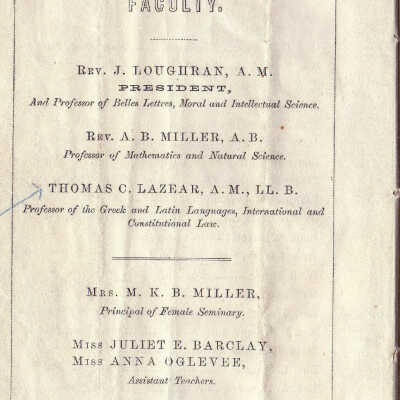 FACULTY.
REV. J. LOUGHRAN, A. M.
PRESIDENT,
And Professor of Belles Lettres, Moral and Intellectual Science.
REV. A. B. MILLER, A. B.
Professor of Mathematics and Natural Science.
THOMAS C. LAZEAR, A. M., LL. B.
Professor of the Greek and Latin Languages, International and
Constitutional Law.
MRS. M. K. B. MILLER,
Principal of Female Seminary.
MISS JULIET E. BARCLAY,
MISS ANNA OGLEVEE,
Assistant Teachers.